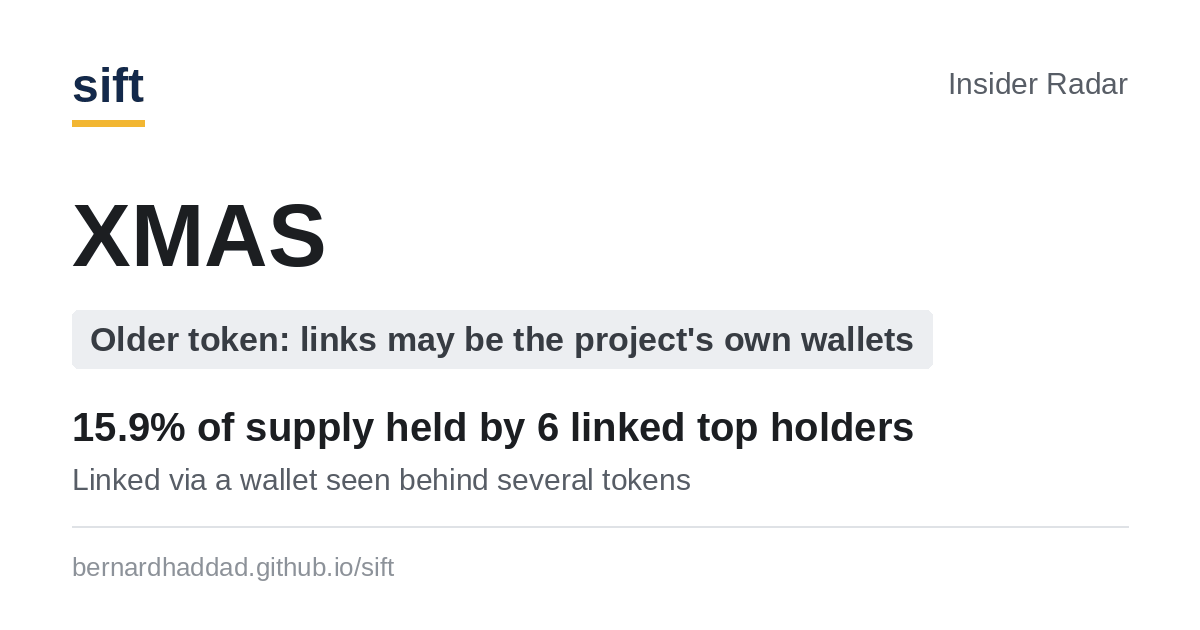 sift
Insider Radar
XMAS
Older token: links may be the project's own wallets
15.9% of supply held by 6 linked top holders
Linked via a wallet seen behind several tokens
bernardhaddad.github.io/sift